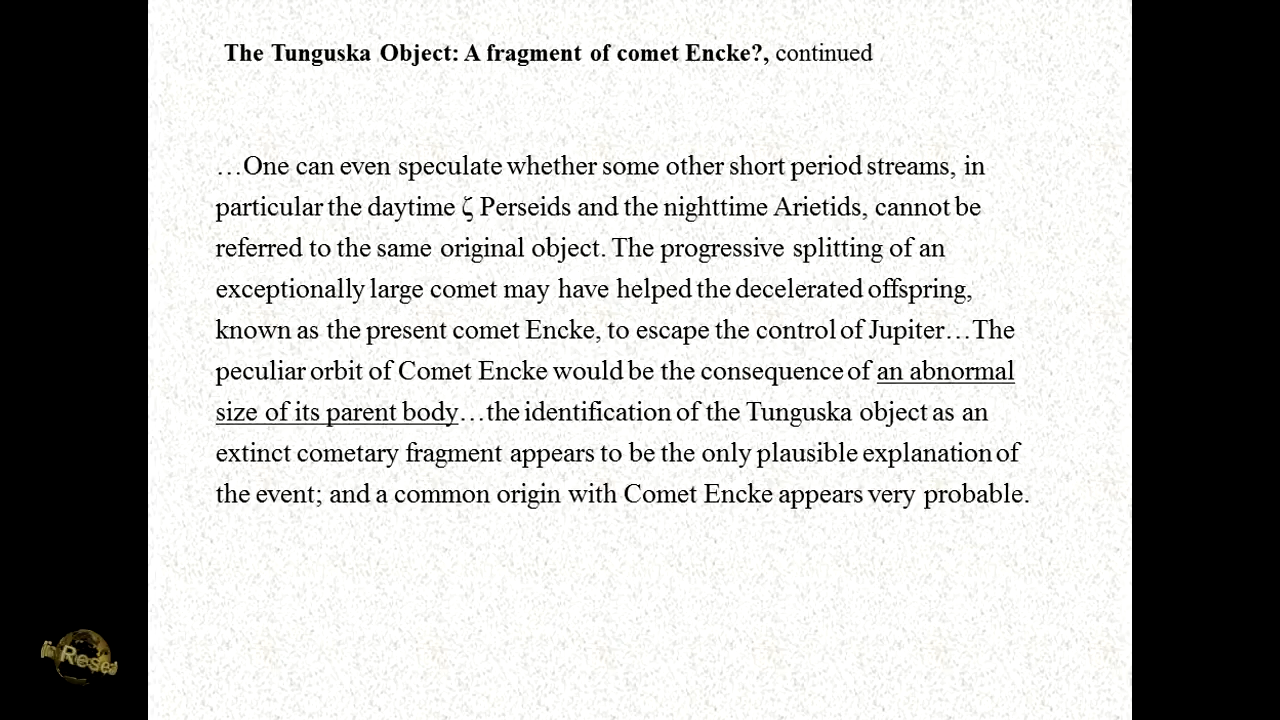 The Tunguska Object: A fragment of comet Encke?, continued
…One can even speculate whether some other short period streams, in
particular the daytime ζ Perseids and the nighttime Arietids, cannot be
referred to the same original object. The progressive splitting of an
exceptionally large comet may have helped the decelerated offspring,
known as the present comet Encke, to escape the control of Jupiter…The
peculiar orbit of Comet Encke would be the consequence of an abnormal
size of its parent body…the identification of the Tunguska object as an
extinct cometary fragment appears to be the only plausible explanation of
the event; and a common origin with Comet Encke appears very probable.